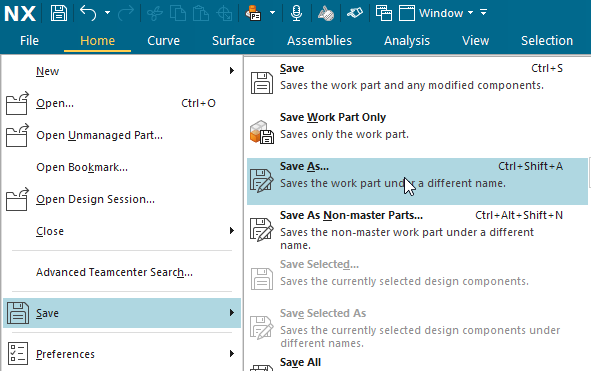 NX Window
File Home Curve Surface Assemblies Analysis View Selection
New
Open... Ctrl+O
Open Unmanaged Part...
Open Bookmark...
Open Design Session...
Close
Advanced Teamcenter Search...
Save
Preferences
Save Ctrl+S
Saves the work part and any modified components.
Save Work Part Only
Saves only the work part.
Save As... Ctrl+Shift+A
Saves the work part under a different name.
Save As Non-master Parts... Ctrl+Alt+Shift+N
Saves the non-master work part under a different
name.
Save Selected...
Saves the currently selected design components.
Save Selected As
Saves the currently selected design components under
different names.
Save All